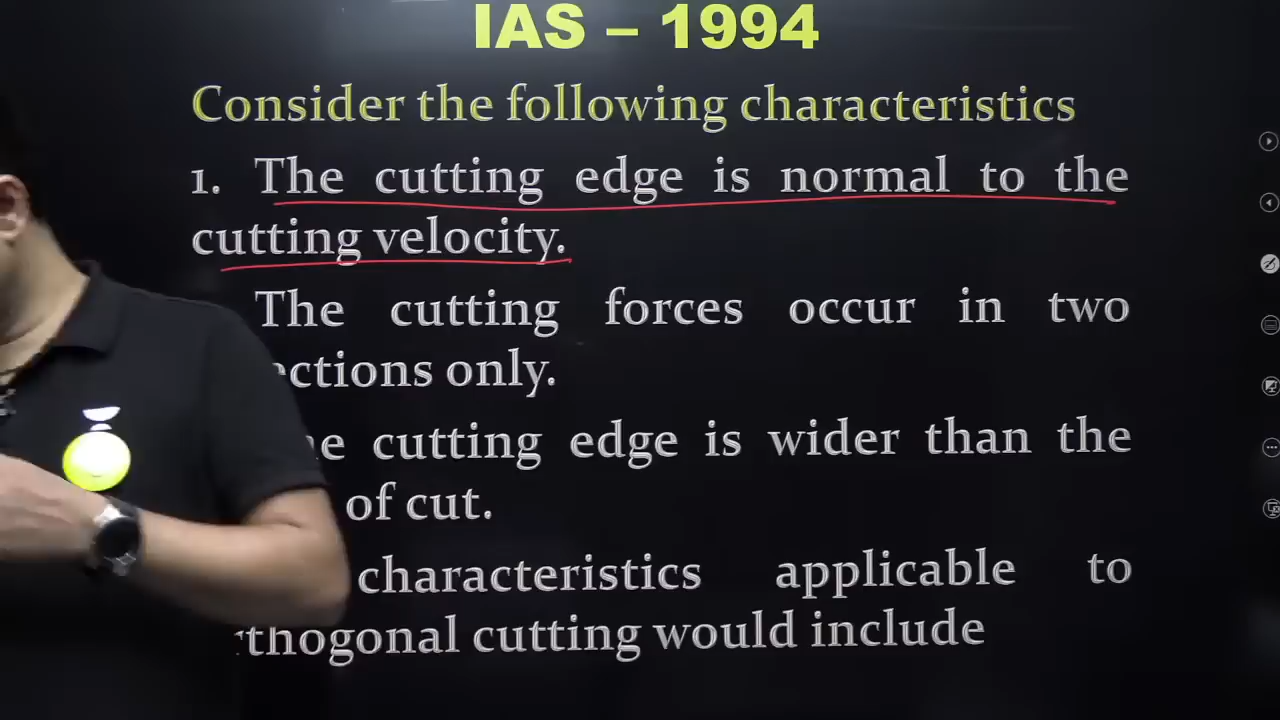 IAS – 1994
Consider the following characteristics
1. The cutting edge is normal to the
cutting velocity.
The cutting forces occur in two
ections only.
cutting edge is wider than the
of cut.
characteristics applicable to
thogonal cutting would include